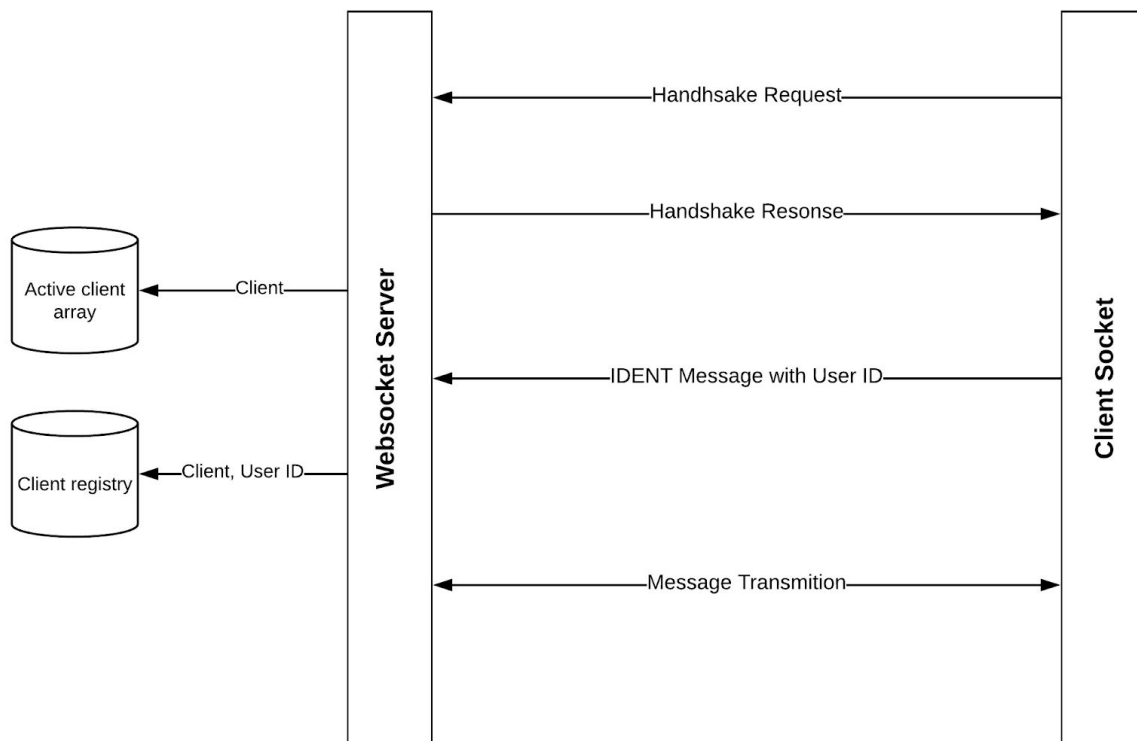 Handhsake Request
Handshake Resonse
Active client
array
Client
Websocket Server
Client Socket
IDENT Message with User ID
Client registry
Client, User ID
Message Transmition